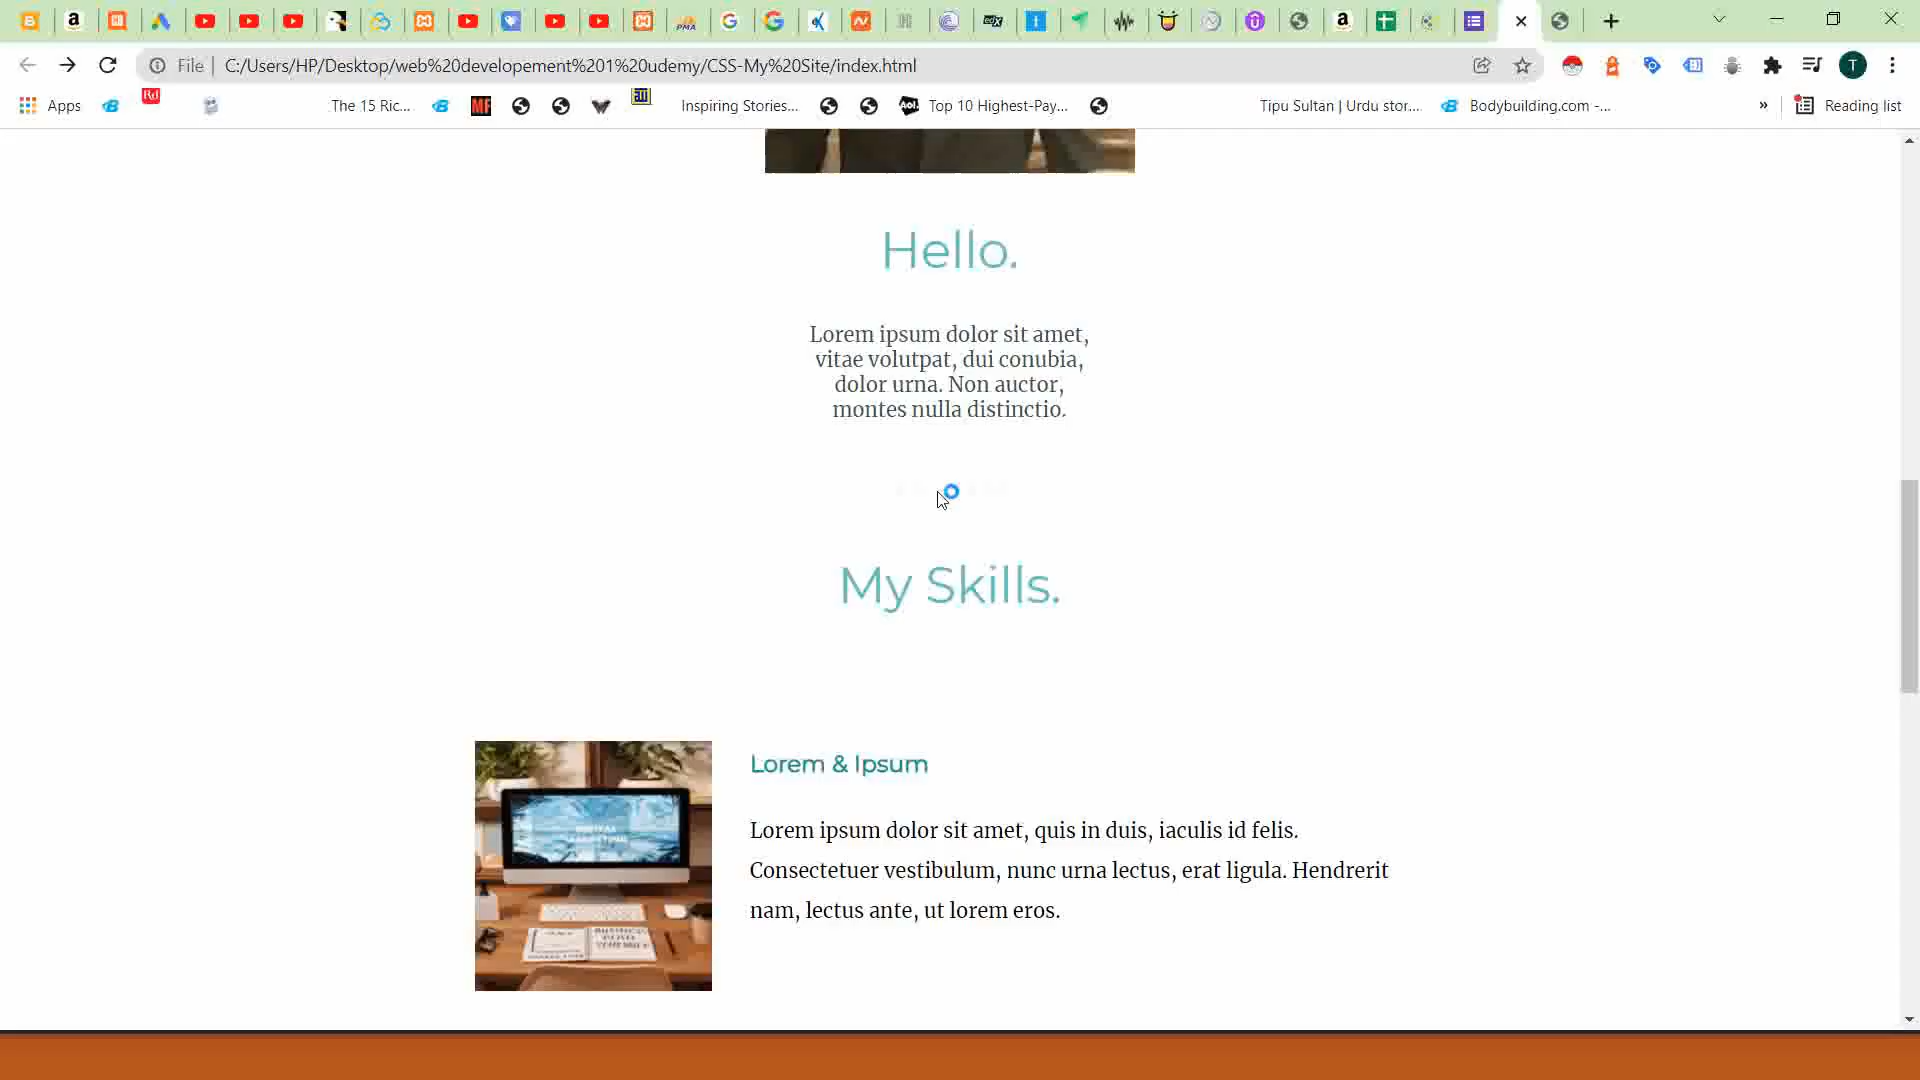 File
C:/Users/HP/Desktop/web%20developement%201%20udemy/CSS-My%20Site/index.html
T
Apps
Rd
The 15 Ric...
MF
Inspiring Stories...
Aol.
Top 10 Highest-Pay...
Tipu Sultan | Urdu stor...
Bodybuilding.com -...
»
Reading list
Hello.
Lorem ipsum dolor sit amet,
vitae volutpat, dui conubia,
dolor urna. Non auctor,
montes nulla distinctio.
My Skills.
Lorem & Ipsum
Lorem ipsum dolor sit amet, quis in duis, iaculis id felis.
Consectetuer vestibulum, nunc urna lectus, erat ligula. Hendrerit
nam, lectus ante, ut lorem eros.